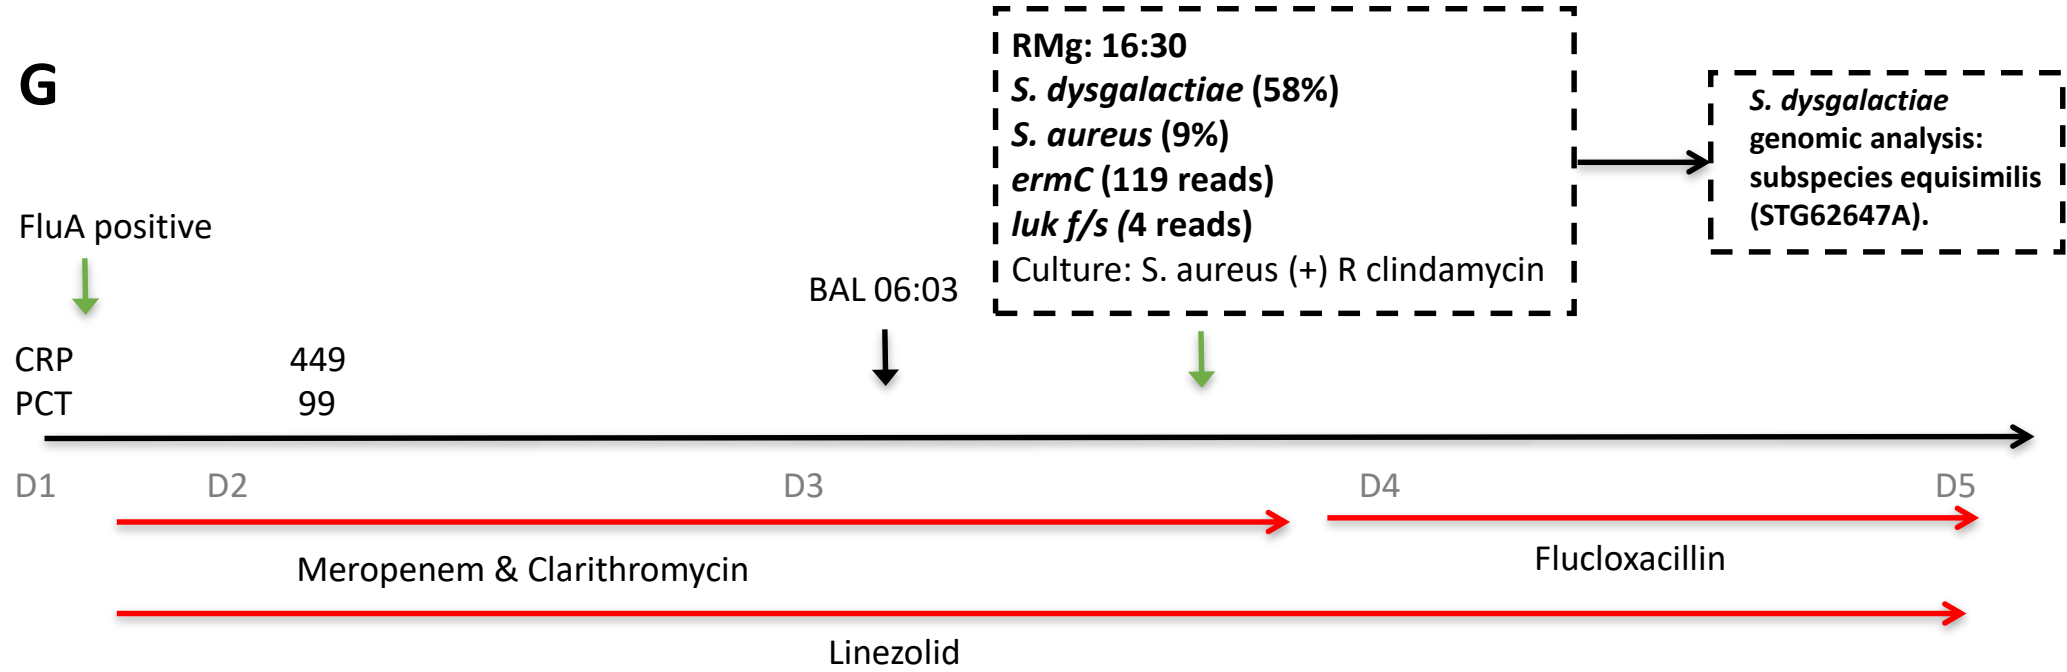 G
RMg: 16:30
S. dysgalactiae (58%)
S. aureus (9%)
ermC (119 reads)
luk f/s (4 reads)
Culture: S. aureus (+) R clindamycin
S. dysgalactiae
genomic analysis:
subspecies equisimilis
(STG62647A).
FluA positive
BAL 06:03
CRP 449
PCT 99
D1 D2 D3 D4 D5
Meropenem & Clarithromycin
Flucloxacillin
Linezolid